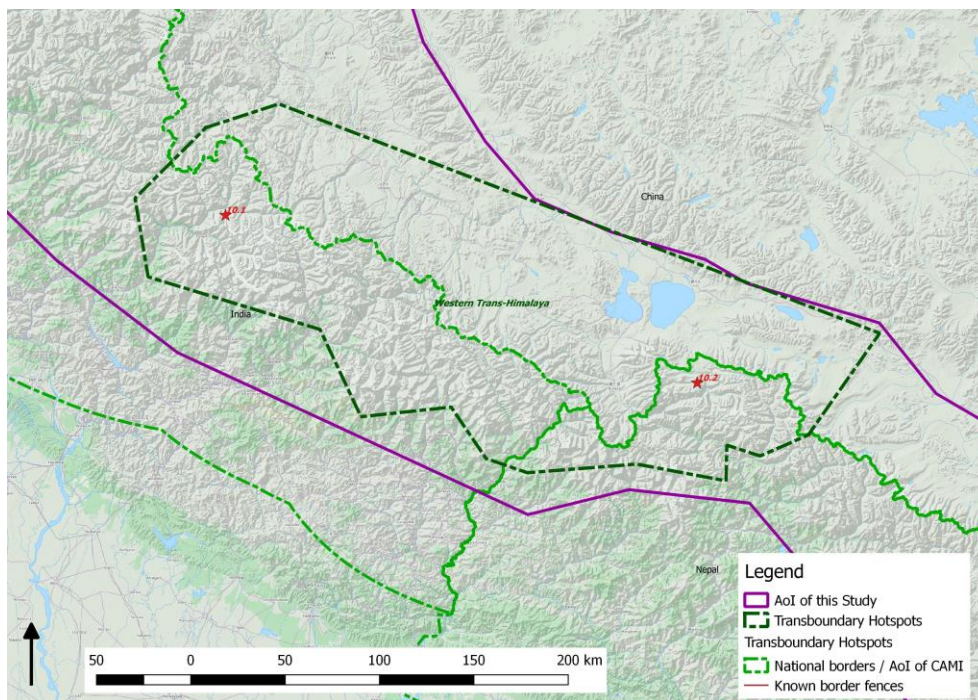 China
10.1
Western Trans-Himalaya
India
10.2
Nepal
Legend
AoI of this Study
Transboundary Hotspots
Transboundary Hotspots
National borders / AoI of CAMI
Known border fences
50 0 50 100 150 200 km